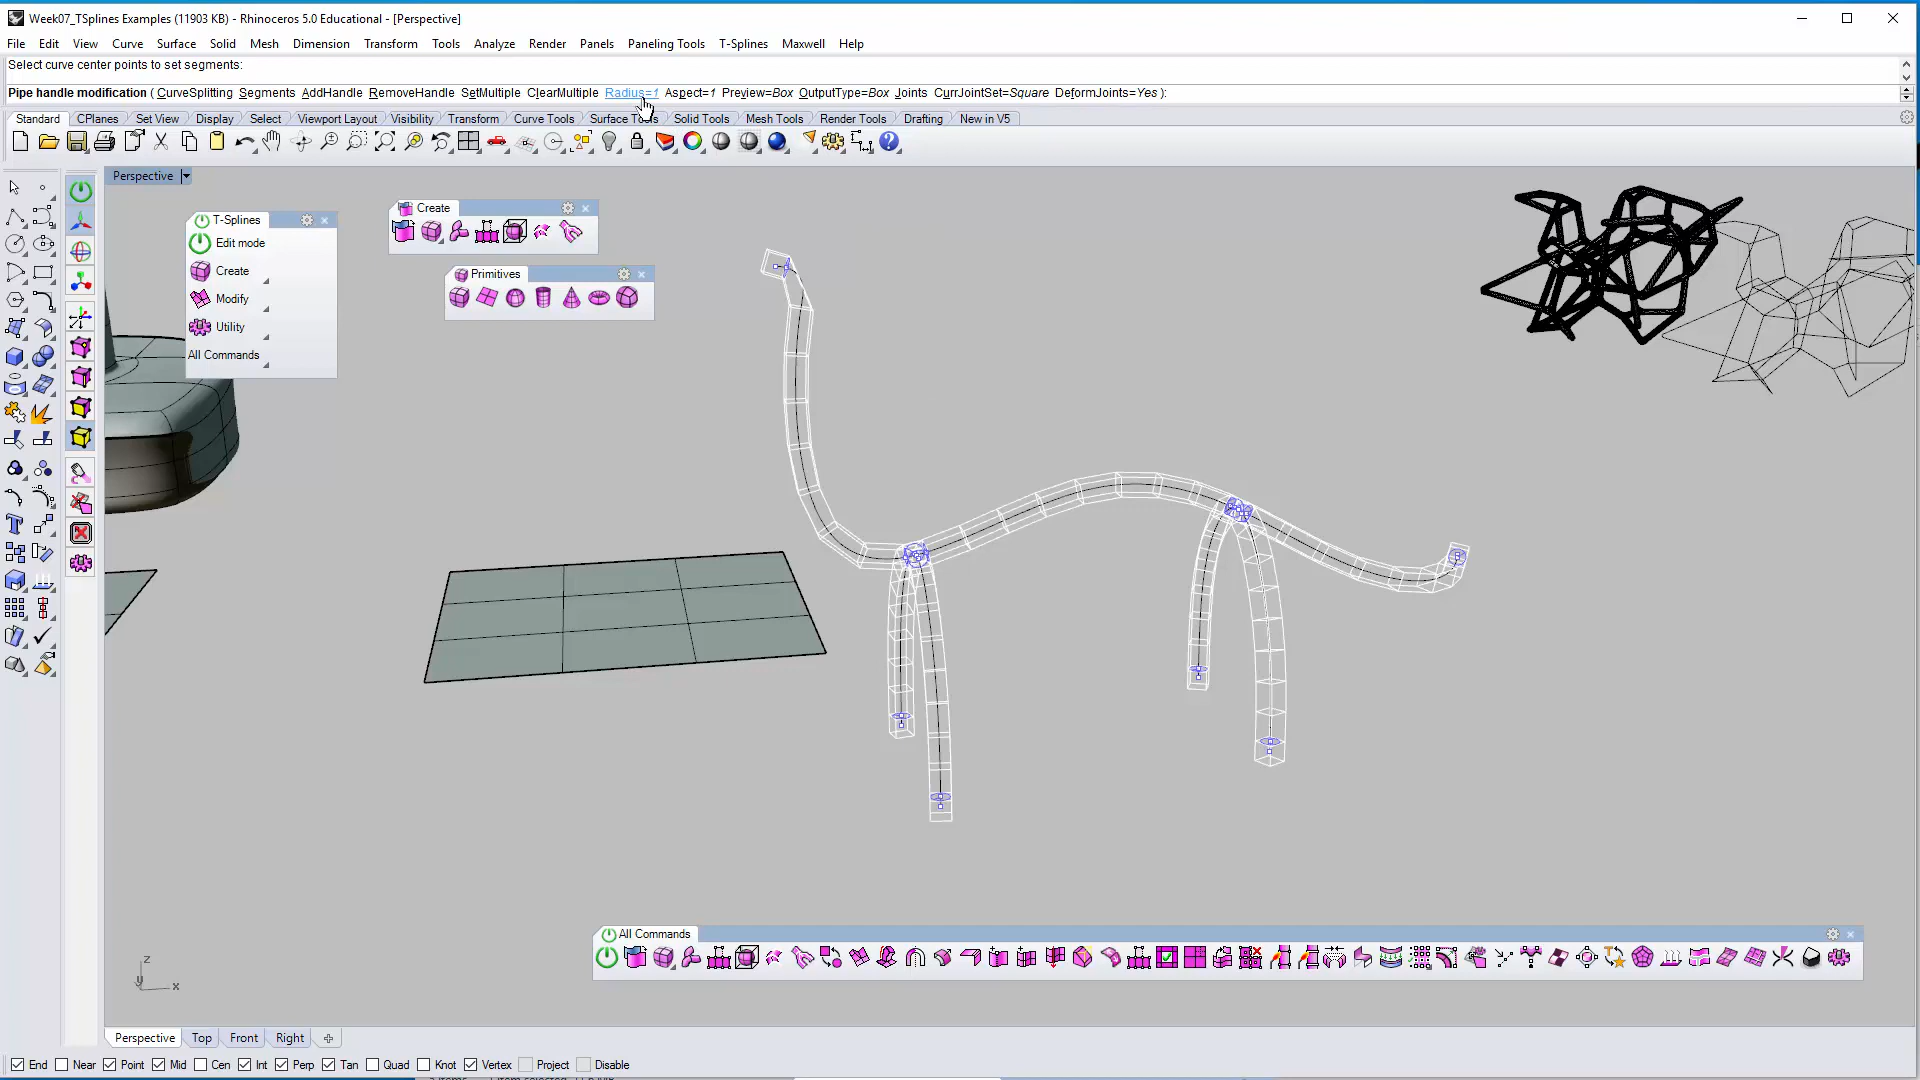 Week07_TSplines Examples (11903 KB) - Rhinoceros 5.0 Educational - [Perspective]
File Edit View Curve Surface Solid Mesh Dimension Transform Tools Analyze Render Panels Paneling Tools T-Splines Maxwell Help
Select curve center points to set segments:
Pipe handle modification ( CurveSplitting Segments AddHandle RemoveHandle SetMultiple ClearMultiple Radius=1 Aspect=1 Preview=Box OutputType=Box Joints CurrJointSet=Square DeformJoints=Yes ):
Standard CPlanes Set View Display Select Viewport Layout Visibility Transform Curve Tools Surface Tools Solid Tools Mesh Tools Render Tools Drafting New in V5
Perspective
T-Splines
Edit mode
Create
Modify
Utility
All Commands
Create
Primitives
All Commands
z
y
x
Perspective Top Front Right
End Near Point Mid Cen Int Perp Tan Quad Knot Vertex Project Disable